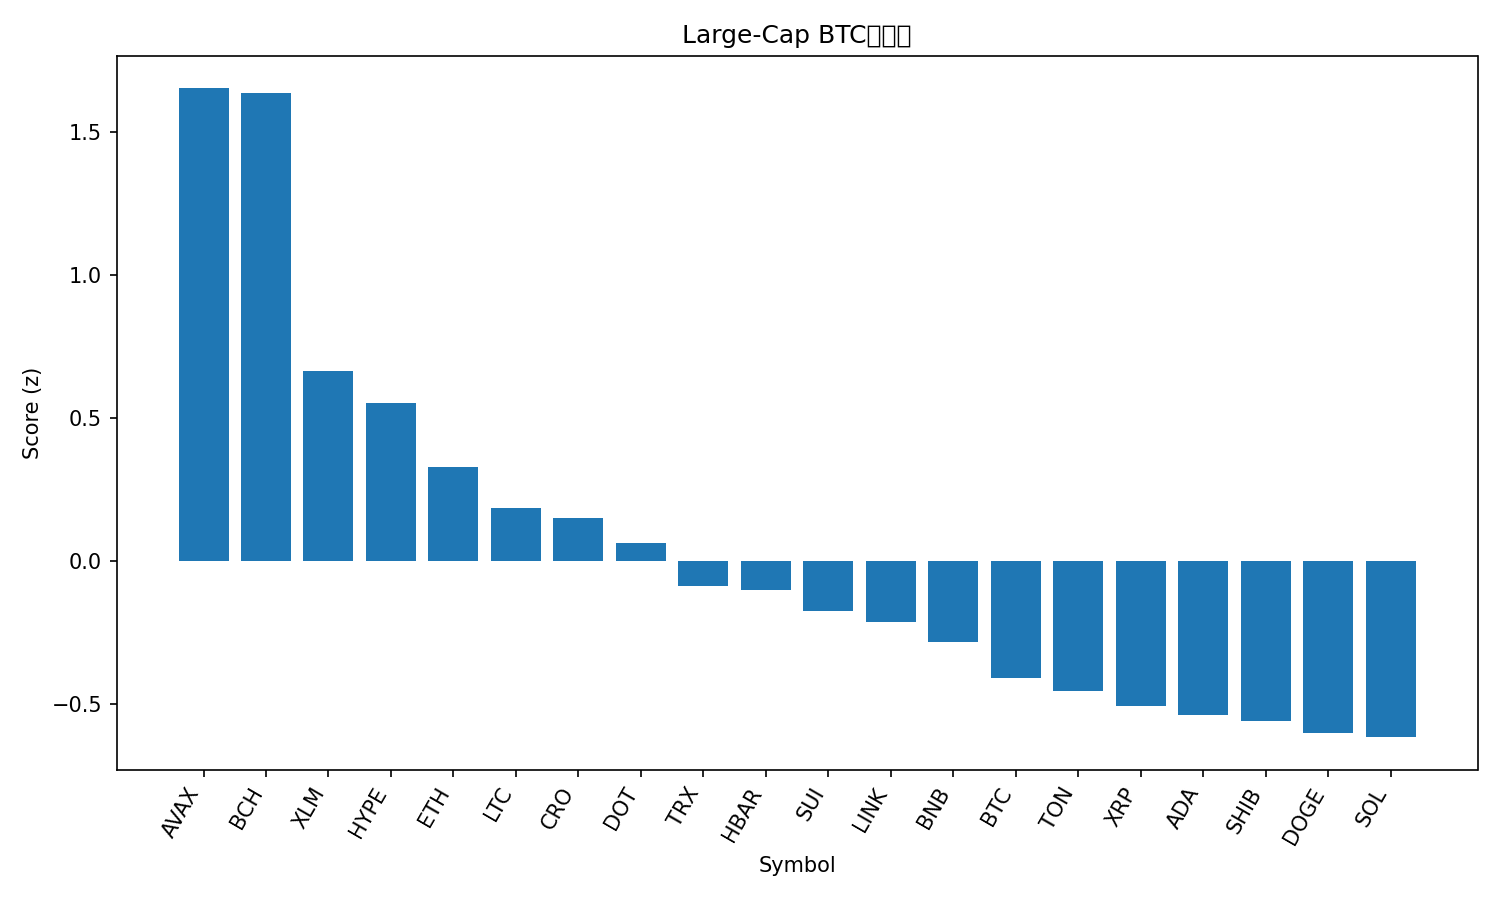 Large-Cap BTC
Score (z)
1.5
1.0
0.5
0.0
−0.5
AVAX
BCH
XLM
HYPE
ETH
LTC
CRO
DOT
TRX
HBAR
SUI
LINK
BNB
BTC
TON
XRP
ADA
SHIB
DOGE
SOL
Symbol